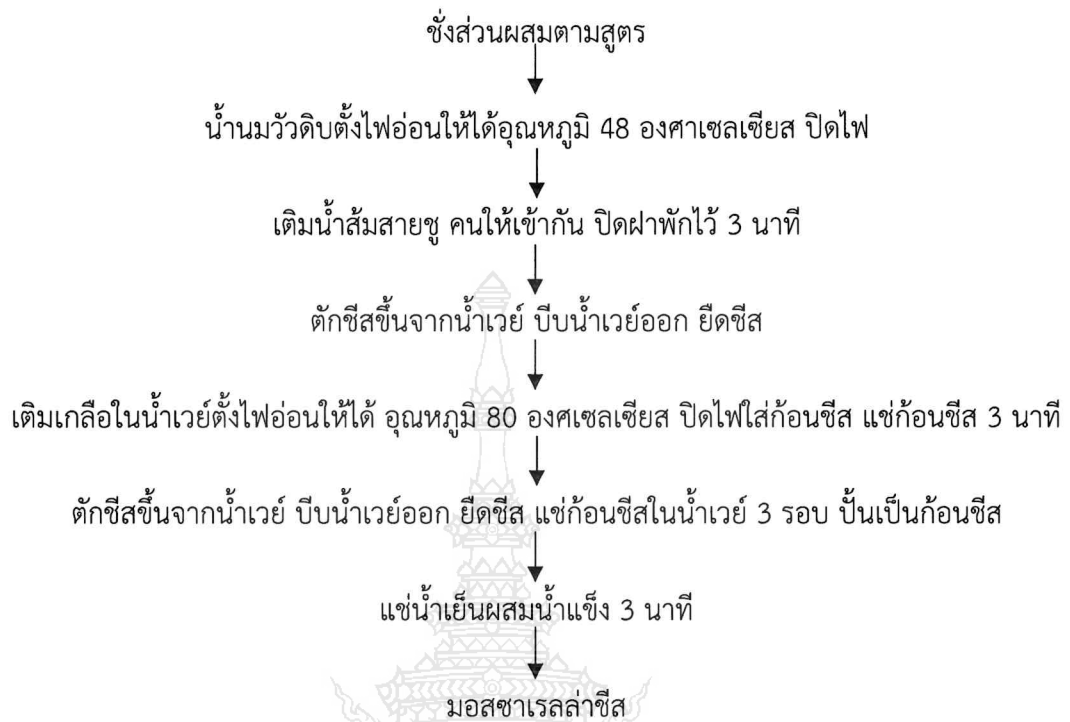 ชั่งส่วนผสมตามสูตร
น้ำนมวัวดิบตั้งไฟอ่อนให้ได้อุณหภูมิ 48 องศาเซลเซียส ปิดไฟ
เติมน้ำส้มสายชู คนให้เข้ากัน ปิดฝาพักไว้ 3 นาที
ตักชีสขึ้นจากน้ำเวย์ บีบน้ำเวย์ออก ยืดชีส
เติมเกลือในน้ำเวย์ตั้งไฟอ่อนให้ได้ อุณหภูมิ 80 องศเซลเซียส ปิดไฟใส่ก้อนชีส แช่ก้อนชีส 3 นาที
ตักชีสขึ้นจากน้ำเวย์ บีบน้ำเวย์ออก ยืดชีส แช่ก้อนชีสในน้ำเวย์ 3 รอบ ปั้นเป็นก้อนชีส
แช่น้ำเย็นผสมน้ำแข็ง 3 นาที
มอสซาเรลล่าชีส